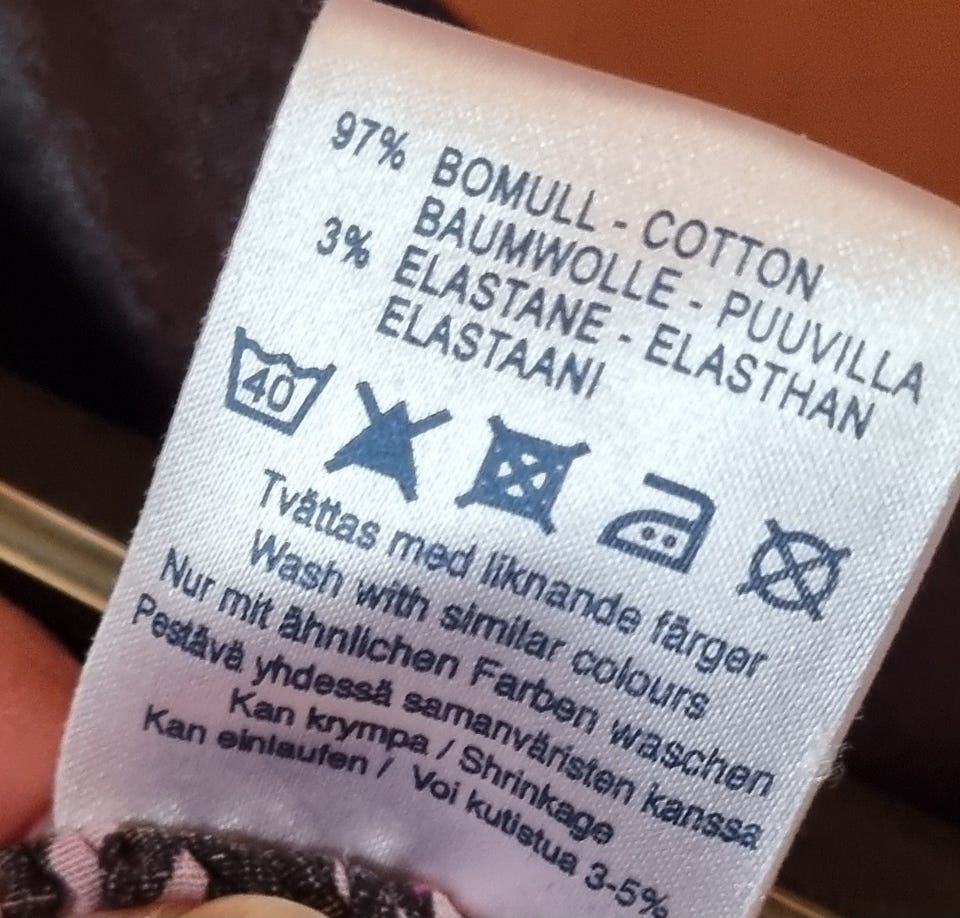 97% BOMULL - COTTON
BAUMWOLLE - PUUVILLA
3% ELASTANE - ELASTHAN
ELASTAANI
40
Tvättas med liknande färger
Wash with similar colours
Nur mit ähnlichen Farben waschen
Pestävä yhdessä samanväristen kanssa
Kan krympa / Shrinkage
Kan einlaufen / Voi kutistua 3-5%